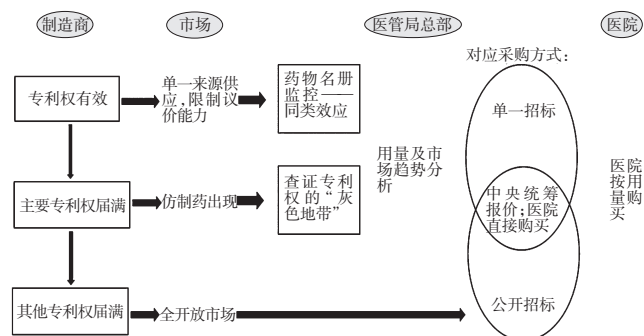 制造商
市场
医管局总部
医院
对应采购方式：
专利权有效
单一来源供
应,限制议
价能力
药物名册
监控——
同类效应
单一招标
用量及市
场趋势分
析
医院
按用
量购
买
主要专利权届满
仿制药出现
查证专利
权的“灰
色地带”
中央统筹
报价;医院
直接购买
其他专利权届满
全开放市场
公开招标